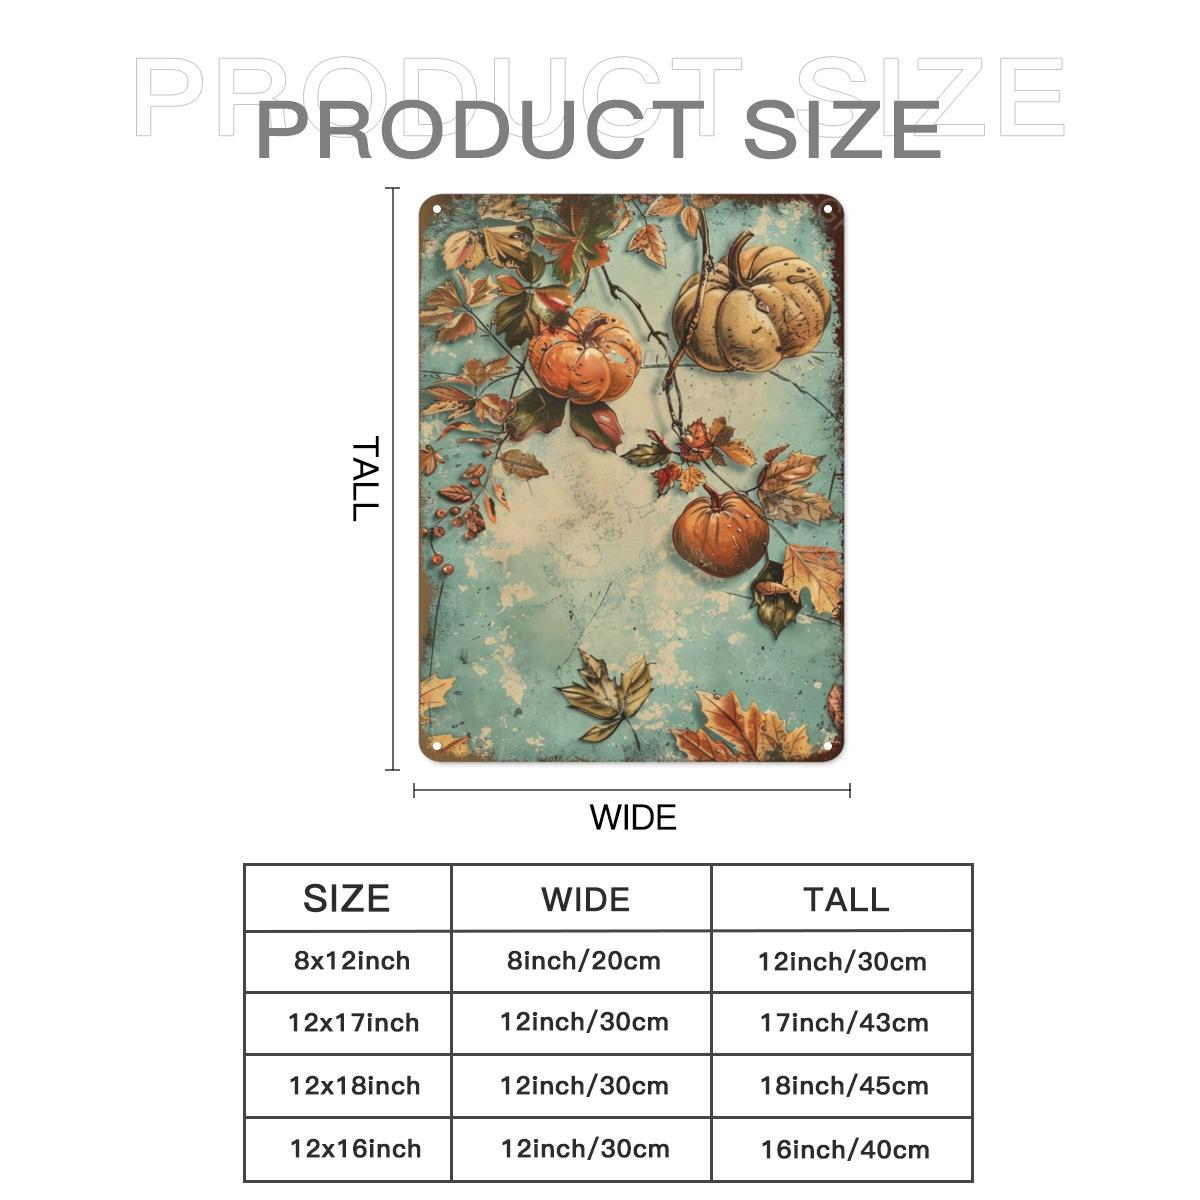 PRODUCT SIZE
PRODUCT SIZE
TALL
WIDE
SIZE WIDE TALL
8x12inch 8inch/20cm 12inch/30cm
12x17inch 12inch/30cm 17inch/43cm
12x18inch 12inch/30cm 18inch/45cm
12x16inch 12inch/30cm 16inch/40cm